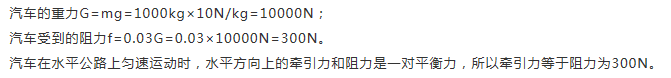 汽车的重力G=mg=1000kg×10N/kg=10000N；
汽车受到的阻力f=0.03G=0.03×10000N=300N。
汽车在水平公路上匀速运动时，水平方向上的牵引力和阻力是一对平衡力，所以牵引力等于阻力为300N。